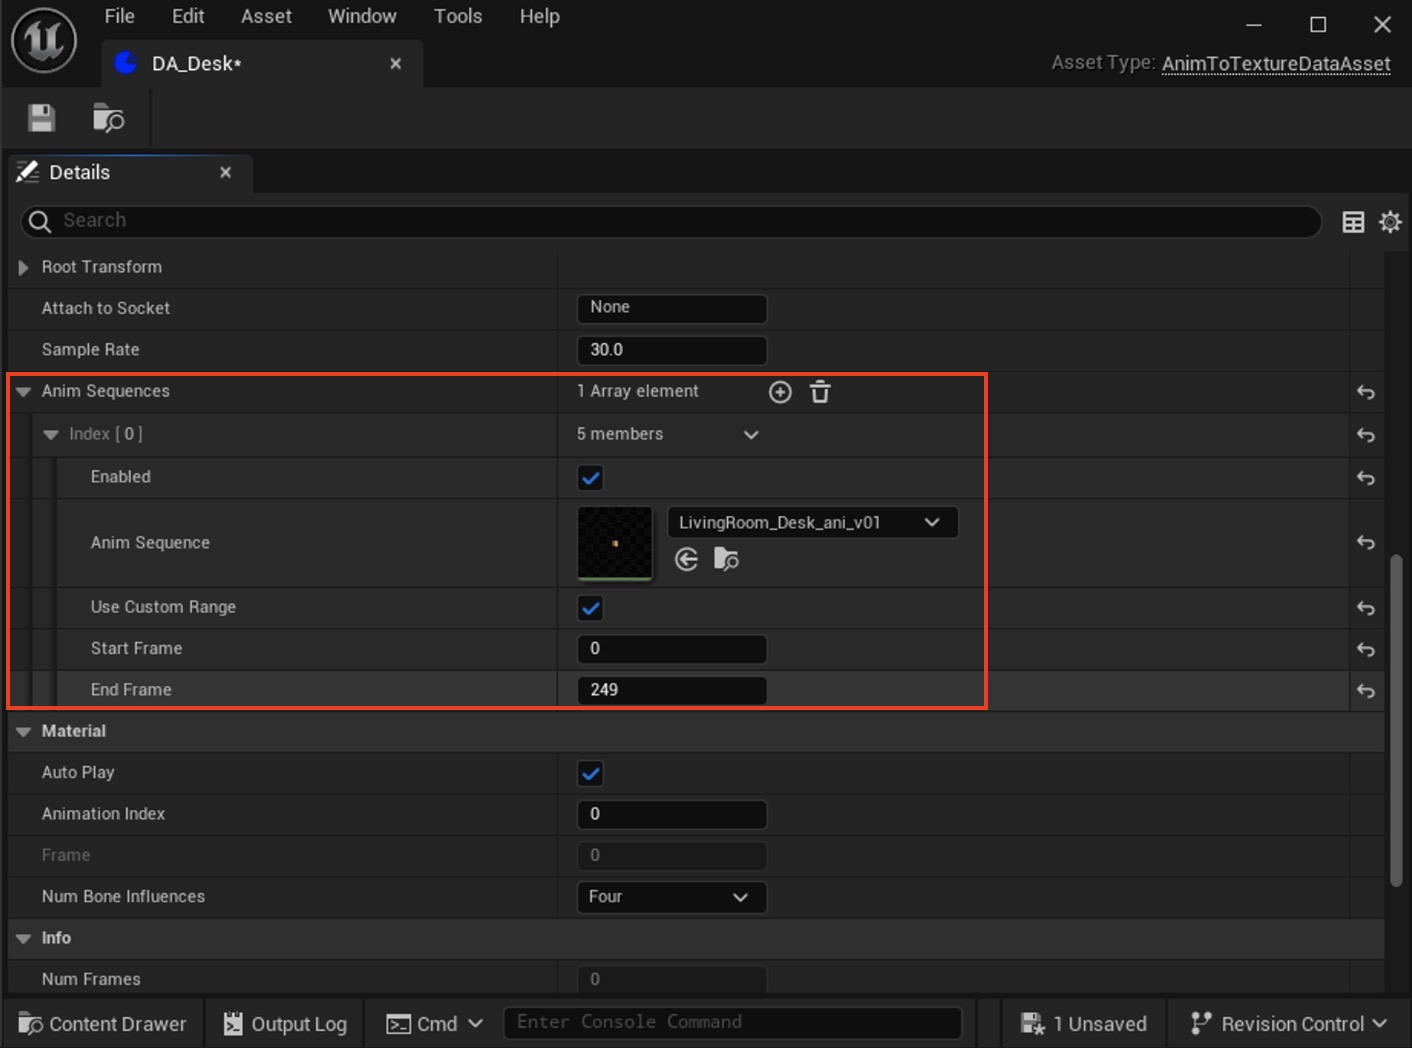 File Edit Asset Window Tools Help
DA_Desk*
Asset Type: AnimToTextureDataAsset
Details
Search
Root Transform
Attach to Socket None
Sample Rate 30.0
Anim Sequences 1 Array element
Index [ 0 ] 5 members
Enabled
Anim Sequence LivingRoom_Desk_ani_v01
Use Custom Range
Start Frame 0
End Frame 249
Material
Auto Play
Animation Index 0
Frame 0
Num Bone Influences Four
Info
Num Frames 0
Content Drawer Output Log Cmd Enter Console Command 1 Unsaved Revision Control